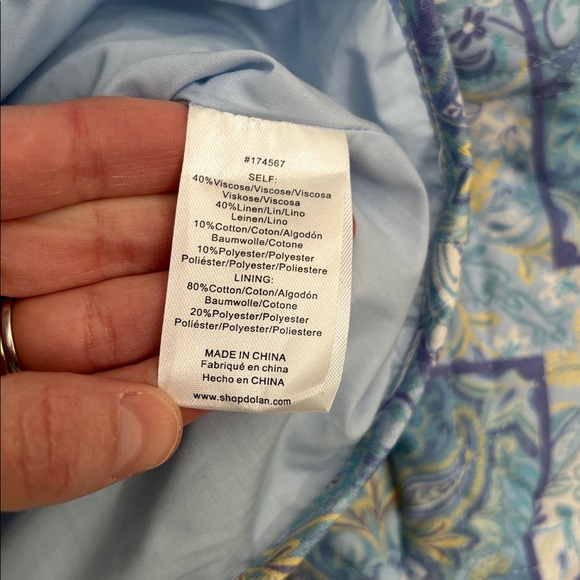 #174567
SELF:
40%Viscose/Viscose/Viscosa
Viskose/Viscosa
40%Linen/Lin/Lino
Leinen/Lino
10%Cotton/Coton/Algodón
Baumwolle/Cotone
10%Polyester/Polyester
Poliéster/Polyester/Poliestere
LINING:
80%Cotton/Coton/Algodón
Baumwolle/Cotone
20%Polyester/Polyester
Poliéster/Polyester/Poliestere
MADE IN CHINA
Fabriqué en CHINA
Hecho en CHINA
www.shopdolan.com